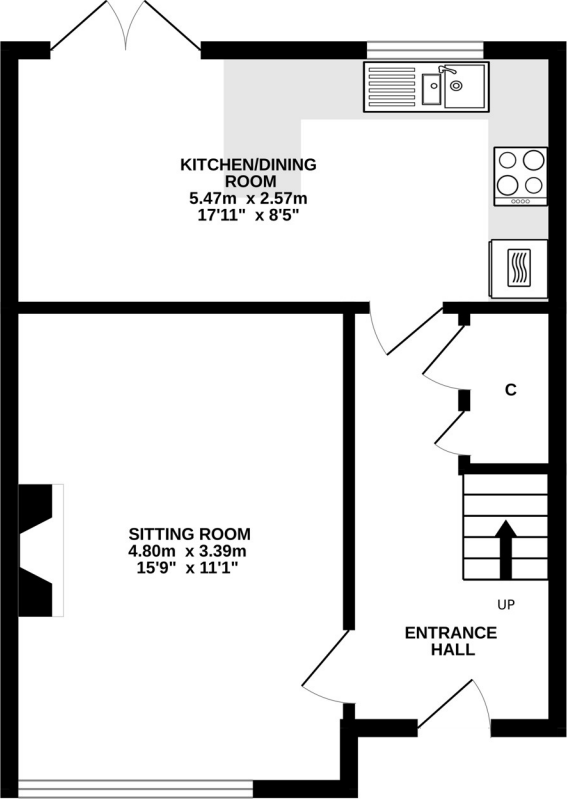 KITCHEN/DINING
ROOM
5.47m x 2.57m
17'11" x 8'5"
C
SITTING ROOM
4.80m x 3.39m
15'9" x 11'1"
UP
ENTRANCE
HALL